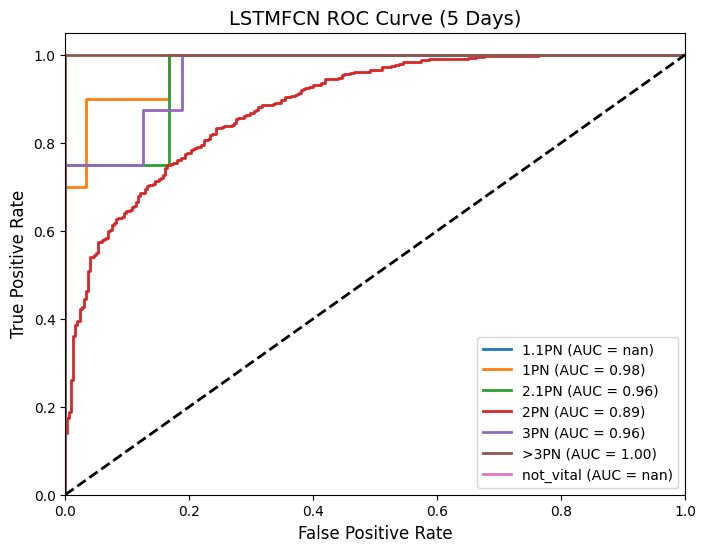 LSTMFCN ROC Curve (5 Days)
1.0
0.8
0.6
0.4
0.2
0.0
True Positive Rate
1.1PN (AUC = nan)
1PN (AUC = 0.98)
2.1PN (AUC = 0.96)
2PN (AUC = 0.89)
3PN (AUC = 0.96)
>3PN (AUC = 1.00)
not_vital (AUC = nan)
0.0 0.2 0.4 0.6 0.8 1.0
False Positive Rate